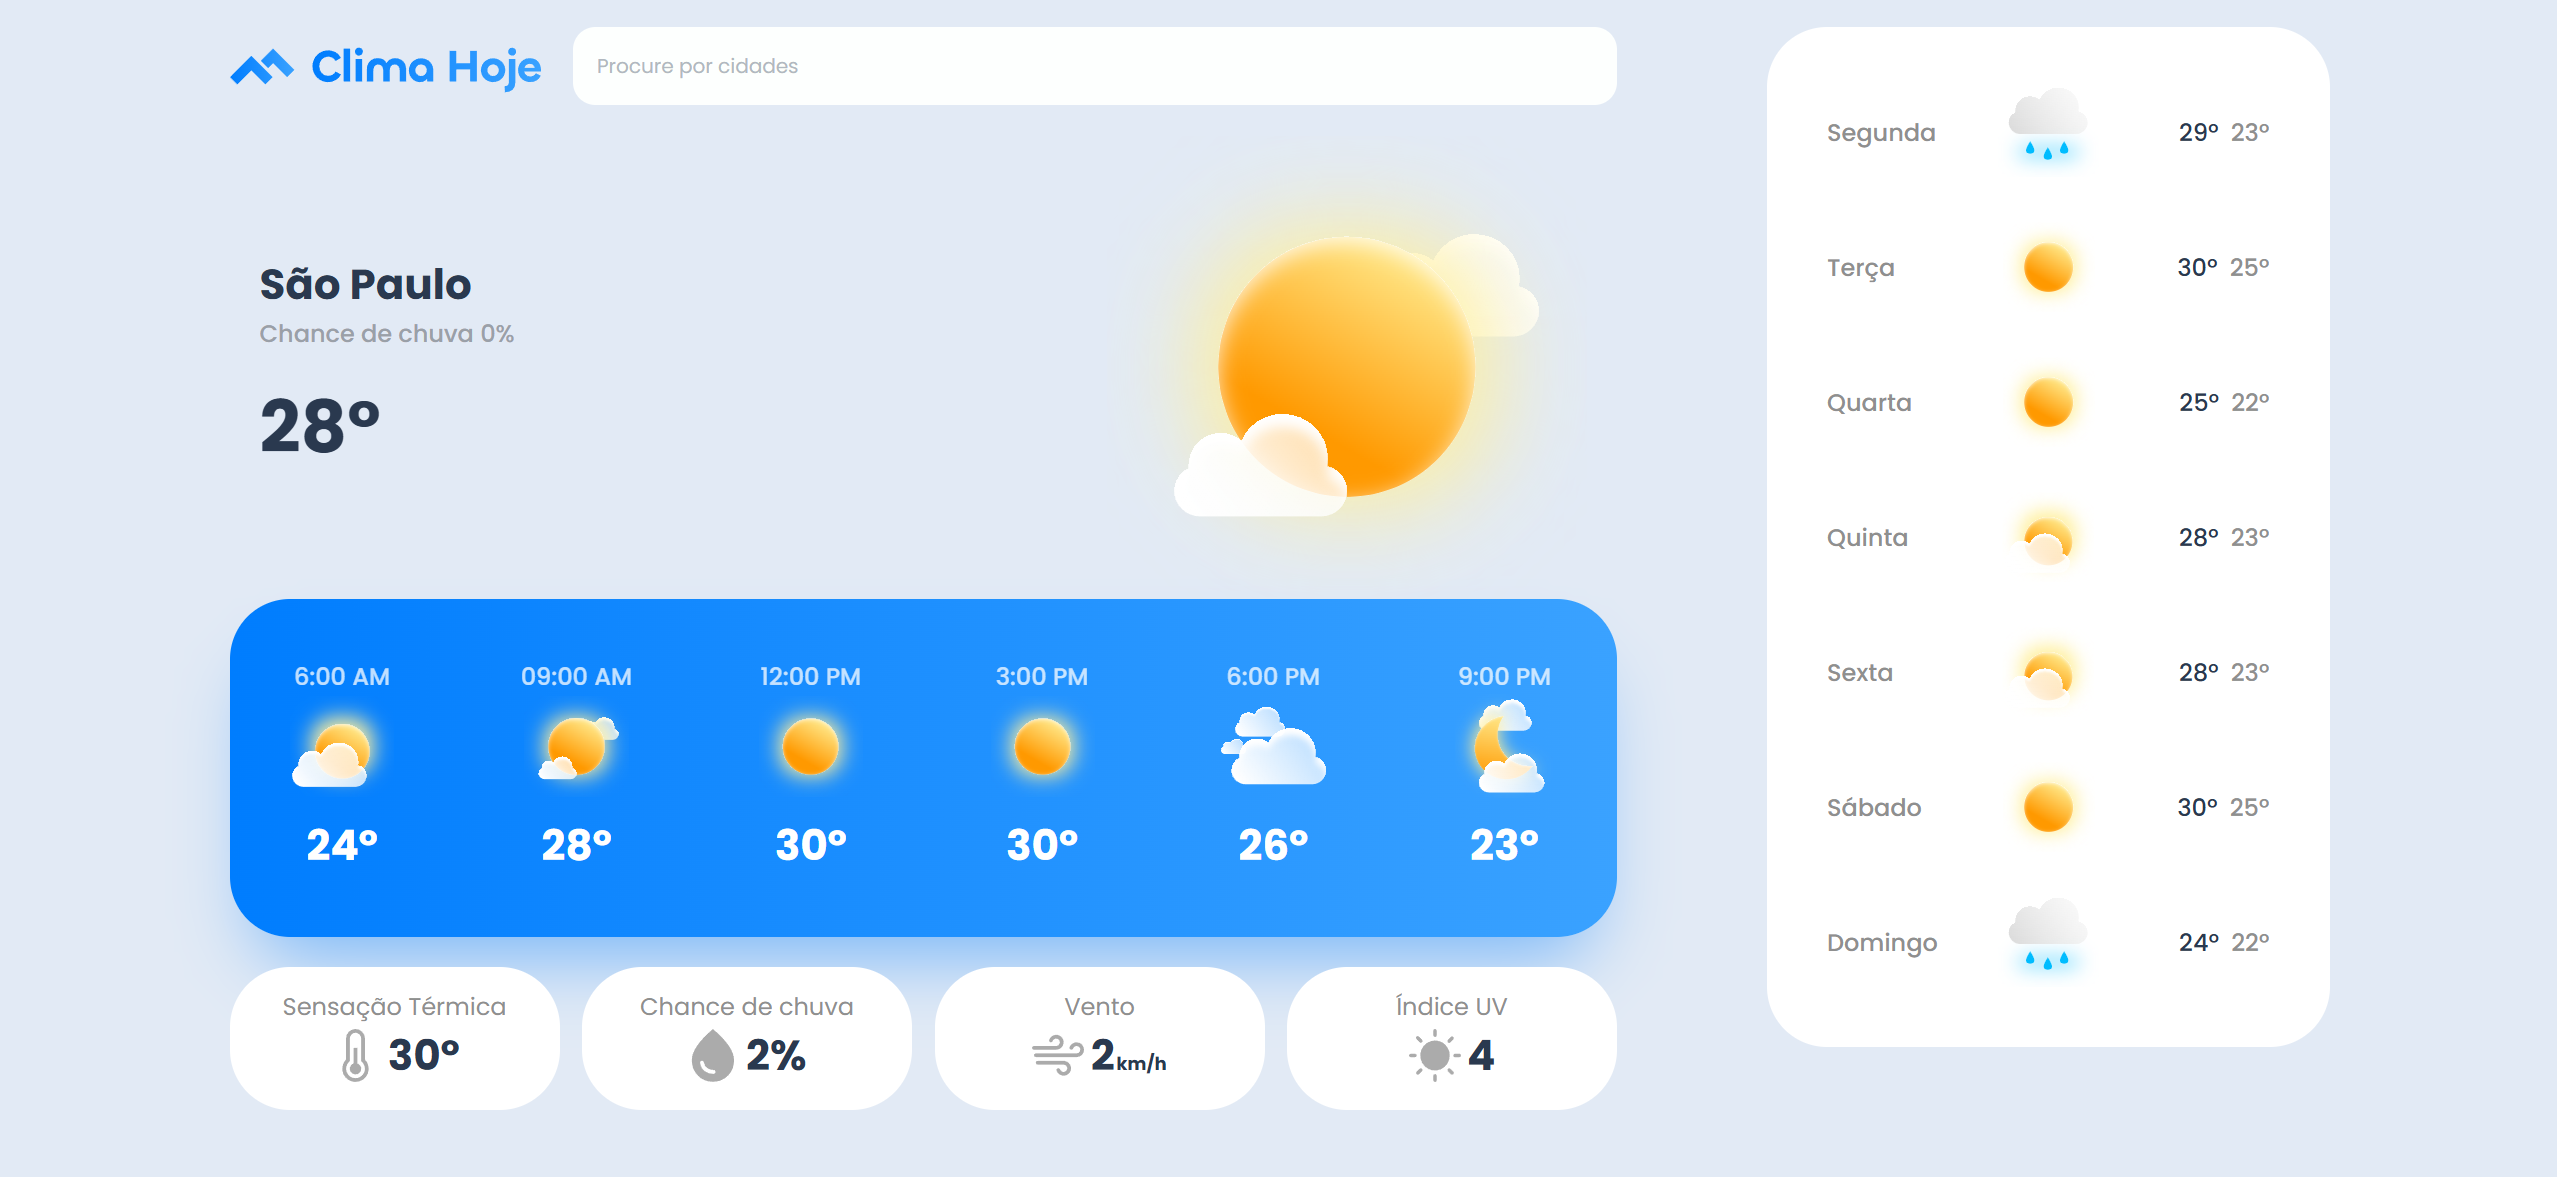 Clima Hoje
Procure por cidades
São Paulo
Chance de chuva 0%
28°
6:00 AM 09:00 AM 12:00 PM 3:00 PM 6:00 PM 9:00 PM
24° 28° 30° 30° 26° 23°
Sensação Térmica
30°
Chance de chuva
2%
Vento
2km/h
Índice UV
4
Segunda 29° 23°
Terça 30° 25°
Quarta 25° 22°
Quinta 28° 23°
Sexta 28° 23°
Sábado 30° 25°
Domingo 24° 22°